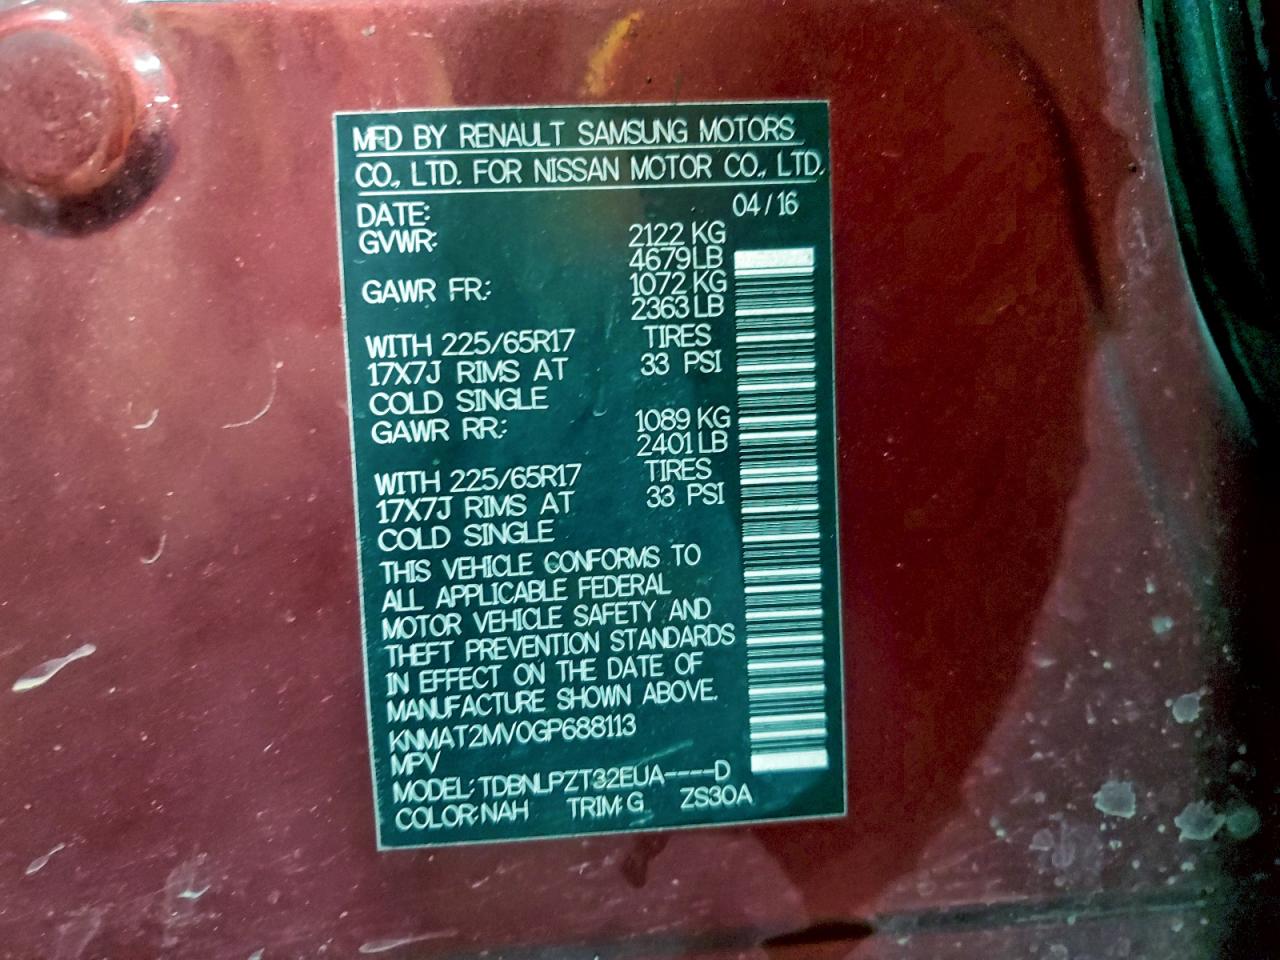 MFD BY RENAULT SAMSUNG MOTORS
CO., LTD. FOR NISSAN MOTOR CO., LTD.
DATE: 04/16
GVWR: 2122 KG
4679 LB
GAWR FR: 1072 KG
2363 LB
WITH 225/65R17 TIRES
17X7J RIMS AT 33 PSI
COLD SINGLE
GAWR RR: 1089 KG
2401 LB
WITH 225/65R17 TIRES
17X7J RIMS AT 33 PSI
COLD SINGLE
THIS VEHICLE CONFORMS TO
ALL APPLICABLE FEDERAL
MOTOR VEHICLE SAFETY AND
THEFT PREVENTION STANDARDS
IN EFFECT ON THE DATE OF
MANUFACTURE SHOWN ABOVE.
KNMAT2MV0GP688113
MPV
MODEL: TDBNLPZT32EUA----D
COLOR: NAH TRIM: G ZS30A